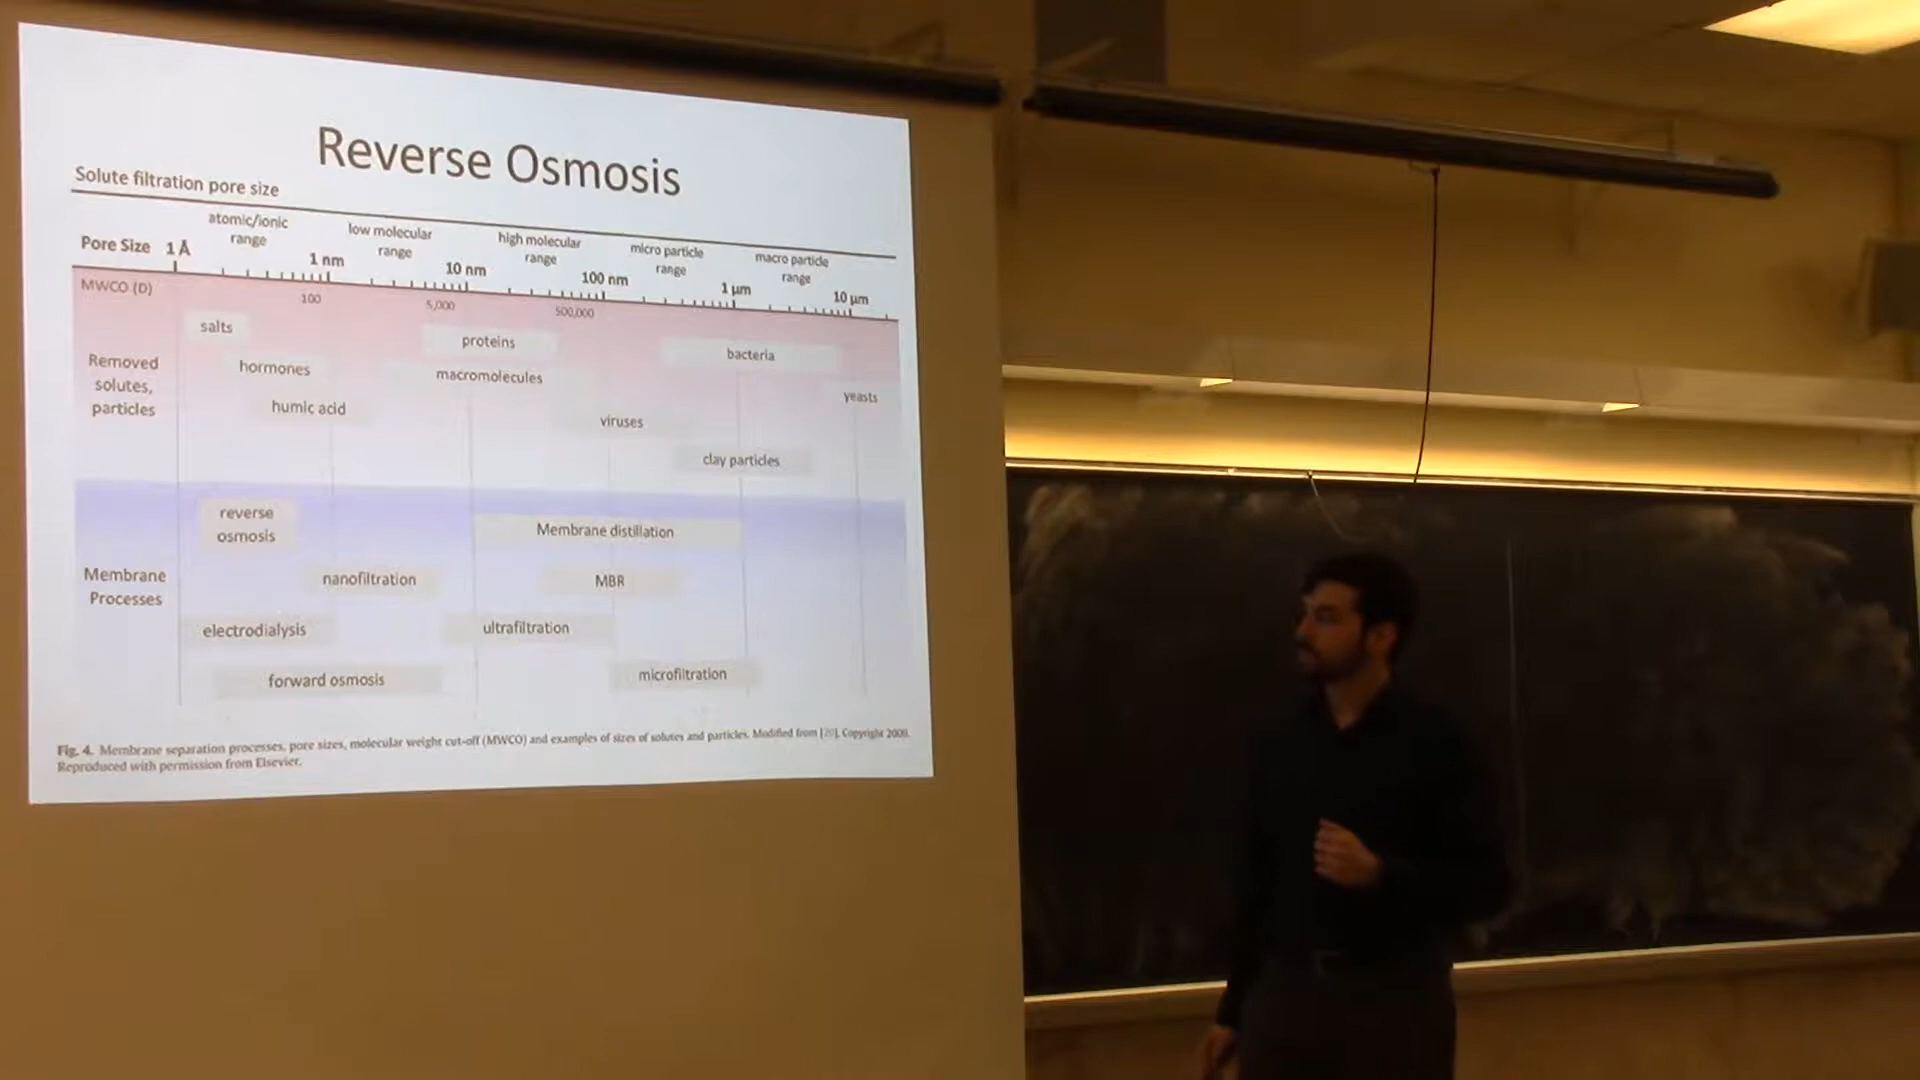 Reverse Osmosis
Solute filtration pore size
atomic/ionic
range
low molecular
range
high molecular
range
micro particle
range
macro particle
range
Pore Size 1 Å 1 nm 10 nm 100 nm 1 µm 10 µm
MWCO (D) 100 5,000 500,000
Removed
solutes,
particles
salts
proteins
bacteria
hormones
macromolecules
yeasts
humic acid
viruses
clay particles
Membrane
Processes
reverse
osmosis
Membrane distillation
nanofiltration
MBR
electrodialysis
ultrafiltration
forward osmosis
microfiltration
Fig. 4. Membrane separation processes, pore sizes, molecular weight cut-off (MWCO) and examples of sizes of solutes and particles. Modified from [20]. Copyright 2000.
Reproduced with permission from Elsevier.